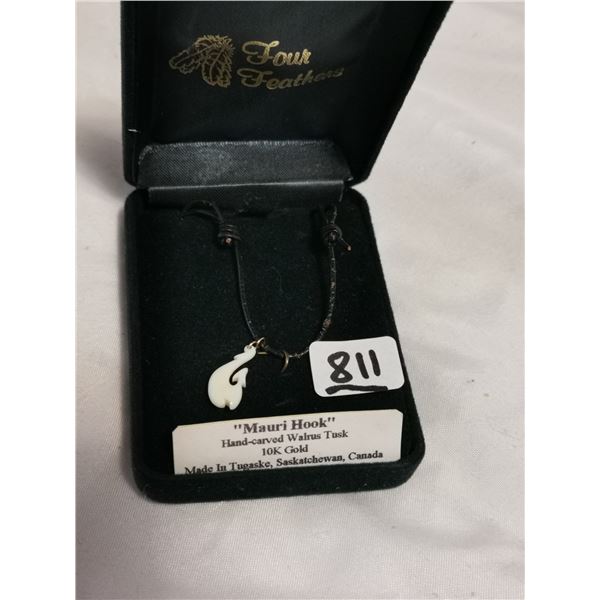 Four
Feathers
811
"Mauri Hook"
Hand-carved Walrus Tusk
10K Gold
Made In Tugaske, Saskatchewan, Canada